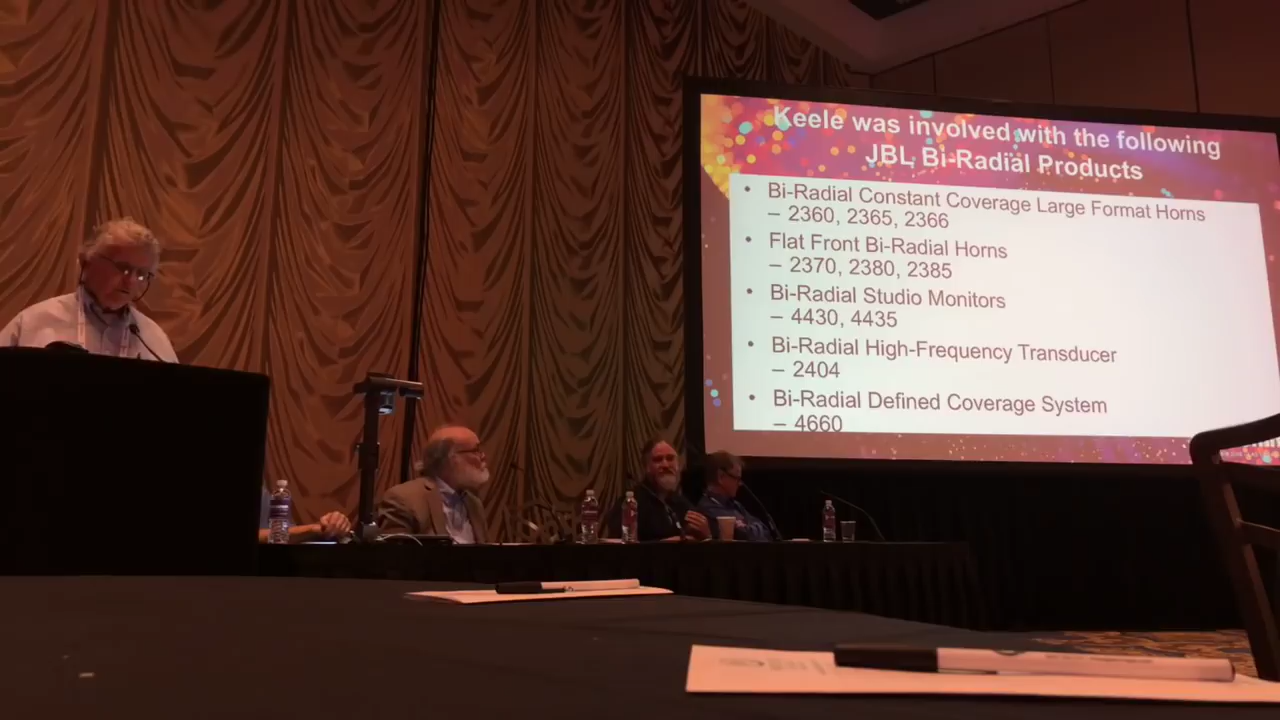 Keele was involved with the following
JBL Bi-Radial Products
• Bi-Radial Constant Coverage Large Format Horns
– 2360, 2365, 2366
• Flat Front Bi-Radial Horns
– 2370, 2380, 2385
• Bi-Radial Studio Monitors
– 4430, 4435
• Bi-Radial High-Frequency Transducer
– 2404
• Bi-Radial Defined Coverage System
– 4660